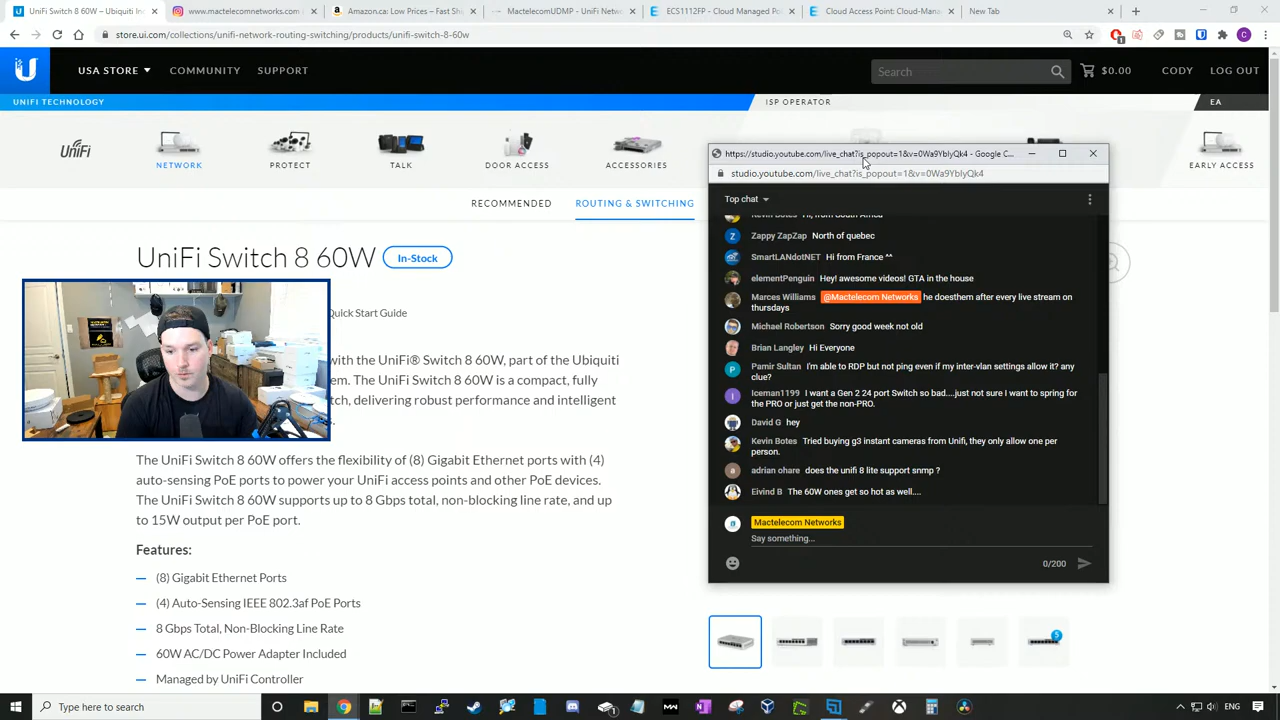 UniFi Switch 8 60W – Ubiquiti Inc
www.mactelecomnetworks.com
Amazon.ca: Low Prices – Fast Shi
MactelecomUDMP - UniFi Netw
ECS1112FP - Cloud-Managed
Access Point: Cloud-Mana
New Tab
store.ui.com/collections/unifi-network-routing-switching/products/unifi-switch-8-60w
USA STORE
COMMUNITY
SUPPORT
Search
$0.00
CODY
LOG OUT
UNIFI TECHNOLOGY
ISP OPERATOR
EA
UniFi
NETWORK
PROTECT
TALK
DOOR ACCESS
ACCESSORIES
EARLY ACCESS
RECOMMENDED
ROUTING & SWITCHING
UniFi Switch 8 60W
In-Stock
Quick Start Guide
with the UniFi® Switch 8 60W, part of the Ubiquiti
em. The UniFi Switch 8 60W is a compact, fully
tch, delivering robust performance and intelligent
The UniFi Switch 8 60W offers the flexibility of (8) Gigabit Ethernet ports with (4)
auto-sensing PoE ports to power your UniFi access points and other PoE devices.
The UniFi Switch 8 60W supports up to 8 Gbps total, non-blocking line rate, and up
to 15W output per PoE port.
Features:
(8) Gigabit Ethernet Ports
(4) Auto-Sensing IEEE 802.3af PoE Ports
8 Gbps Total, Non-Blocking Line Rate
60W AC/DC Power Adapter Included
Managed by UniFi Controller
https://studio.youtube.com/live_chat?is_popout=1&v=0Wa9YbIyQk4 - Google C...
studio.youtube.com/live_chat?is_popout=1&v=0Wa9YbIyQk4
Top chat
Kevin Botes Hi, from South Africa
Zappy ZapZap North of quebec
SmartLANdotNET Hi from France ^^
elementPenguin Hey! awesome videos! GTA in the house
Marces Williams @Mactelecom Networks he doesthem after every live stream on
thursdays
Michael Robertson Sorry good week not old
Brian Langley Hi Everyone
Pamir Sultan I'm able to RDP but not ping even if my inter-vlan settings allow it? any
clue?
Iceman1199 I want a Gen 2 24 port Switch so bad....just not sure I want to spring for
the PRO or just get the non-PRO.
David G hey
Kevin Botes Tried buying g3 instant cameras from Unifi, they only allow one per
person.
adrian ohare does the unifi 8 lite support snmp ?
Eivind B The 60W ones get so hot as well....
Mactelecom Networks
Say something...
0/200
5
Type here to search
ENG